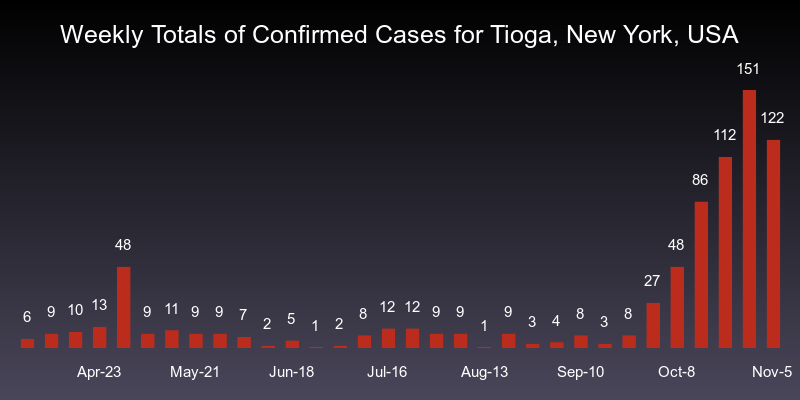 Weekly Totals of Confirmed Cases for Tioga, New York, USA
6 9 10 13 48 9 11 9 9 7 2 5 1 2 8 12 12 9 9 1 9 3 4 8 3 8 27 48 86 112 151 122
Apr-23 May-21 Jun-18 Jul-16 Aug-13 Sep-10 Oct-8 Nov-5